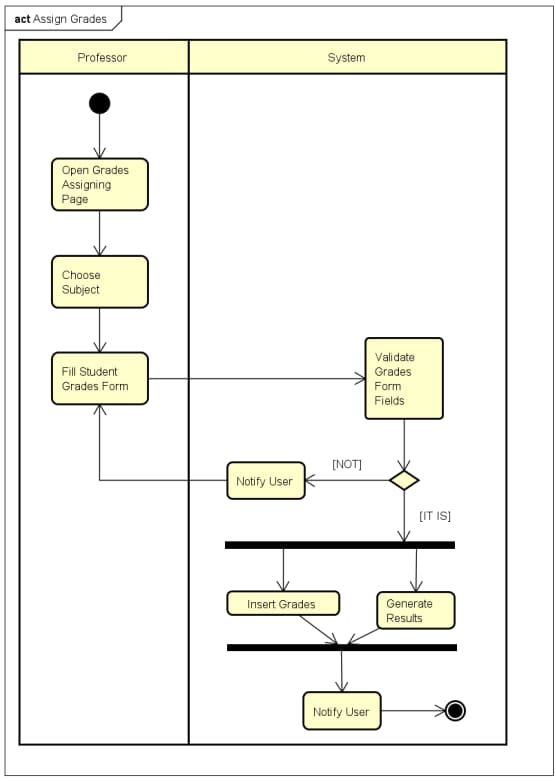 act Assign Grades
Professor
System
Open Grades
Assigning
Page
Choose
Subject
Fill Student
Grades Form
Validate
Grades
Form
Fields
[NOT]
Notify User
[IT IS]
Insert Grades
Generate
Results
Notify User